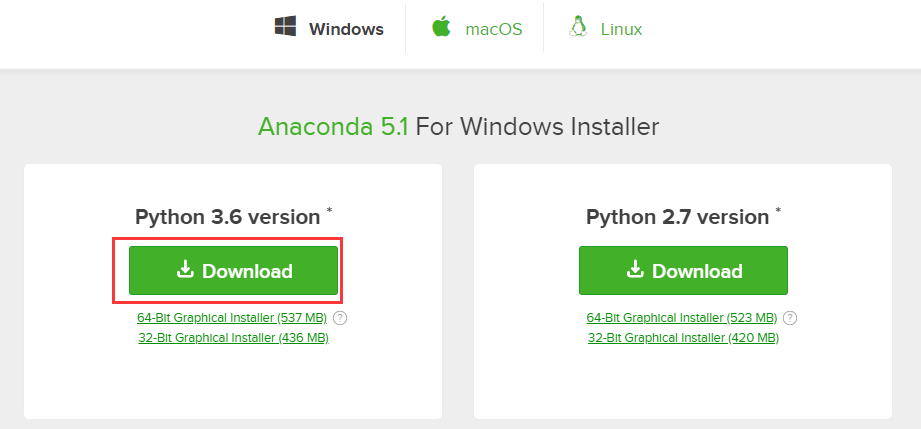 Windows
macOS
Linux
Anaconda 5.1 For Windows Installer
Python 3.6 version *
Download
64-Bit Graphical Installer (537 MB) ?
32-Bit Graphical Installer (436 MB)
Python 2.7 version *
Download
64-Bit Graphical Installer (523 MB) ?
32-Bit Graphical Installer (420 MB)